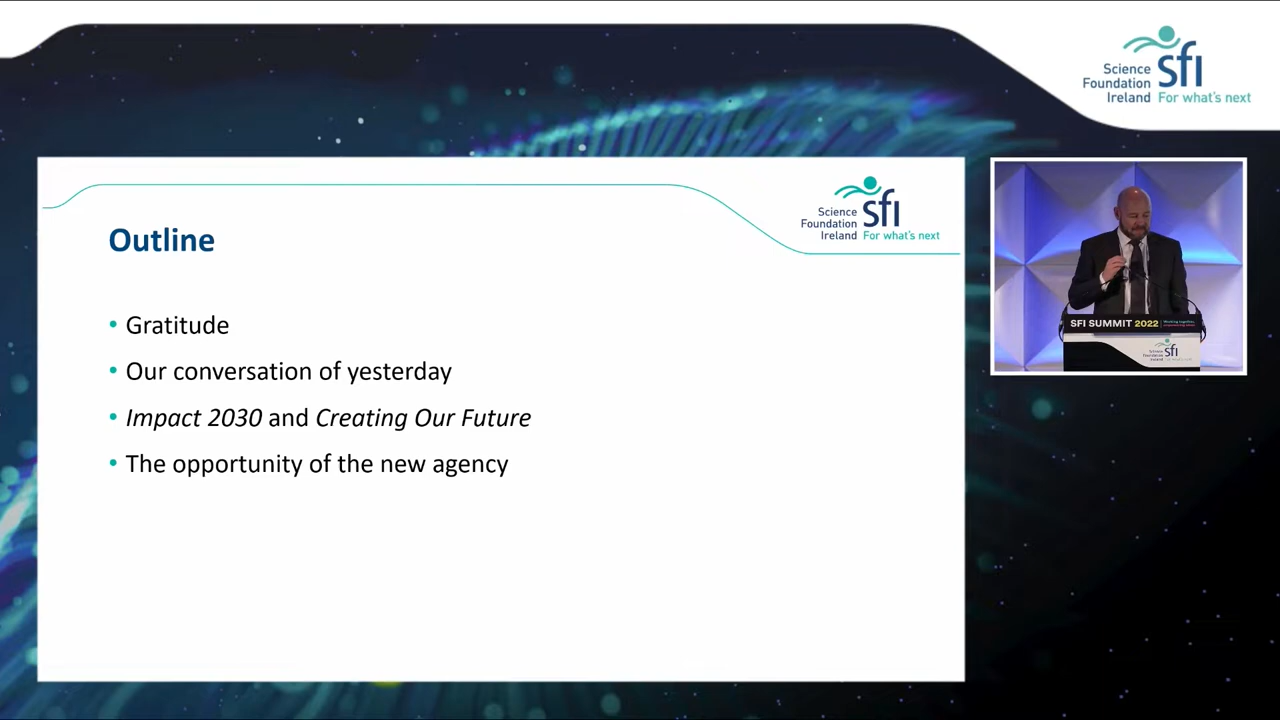 Science
Foundation
Ireland
sfi
For what's next
Science
Foundation
Ireland
sfi
For what's next
Outline
• Gratitude
• Our conversation of yesterday
• Impact 2030 and Creating Our Future
• The opportunity of the new agency
SFI SUMMIT 2022
sfi